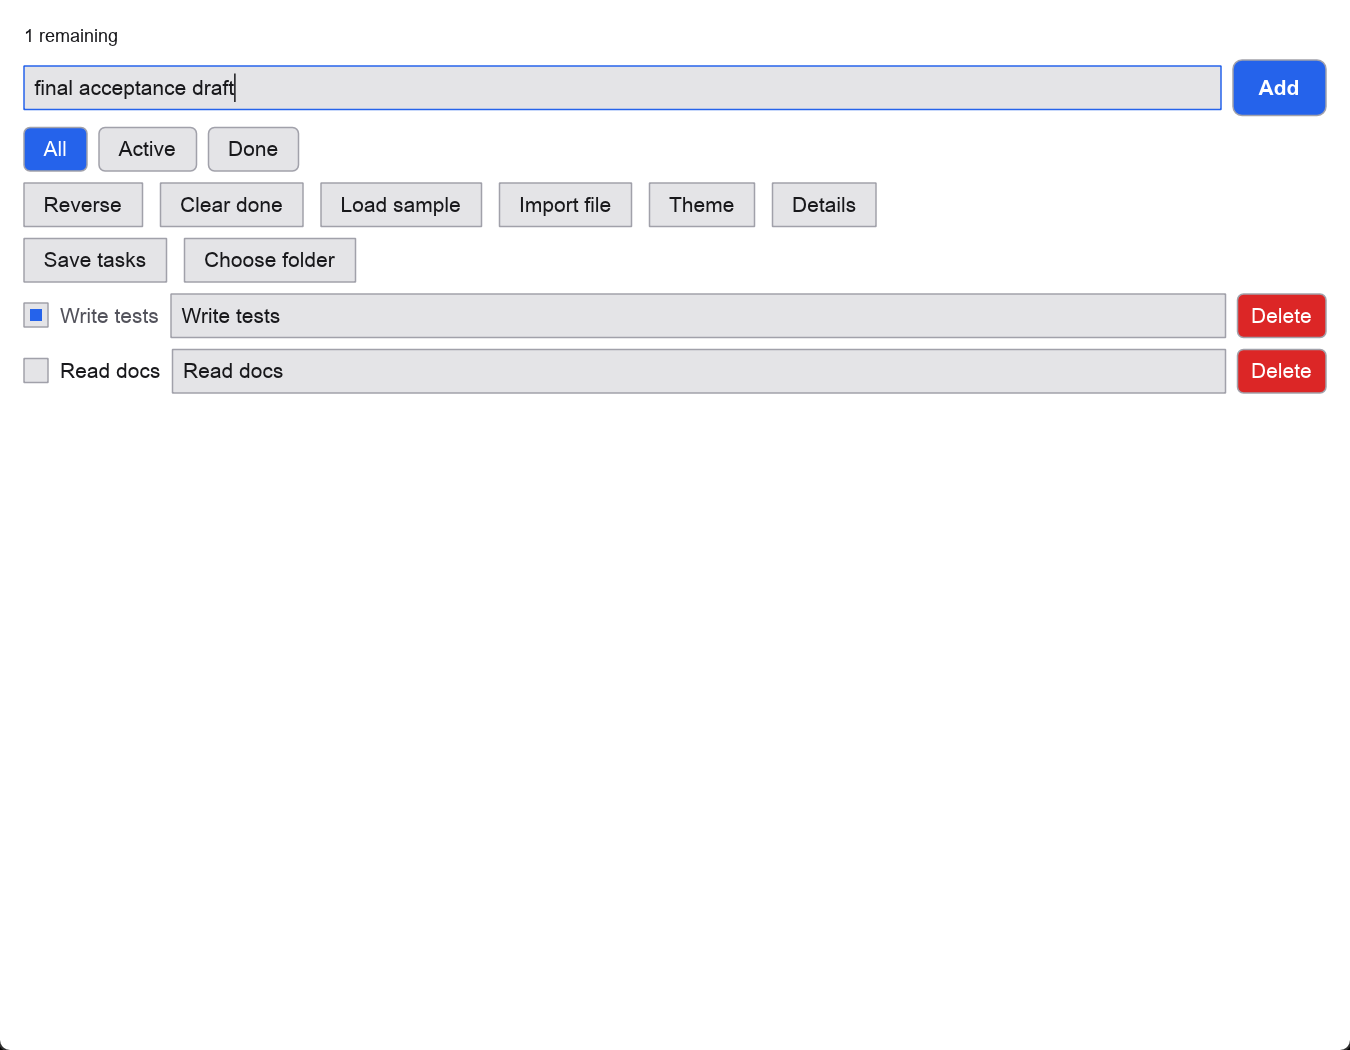 1 remaining
final acceptance draft Add
All Active Done
Reverse Clear done Load sample Import file Theme Details
Save tasks Choose folder
Write tests Write tests Delete
Read docs Read docs Delete